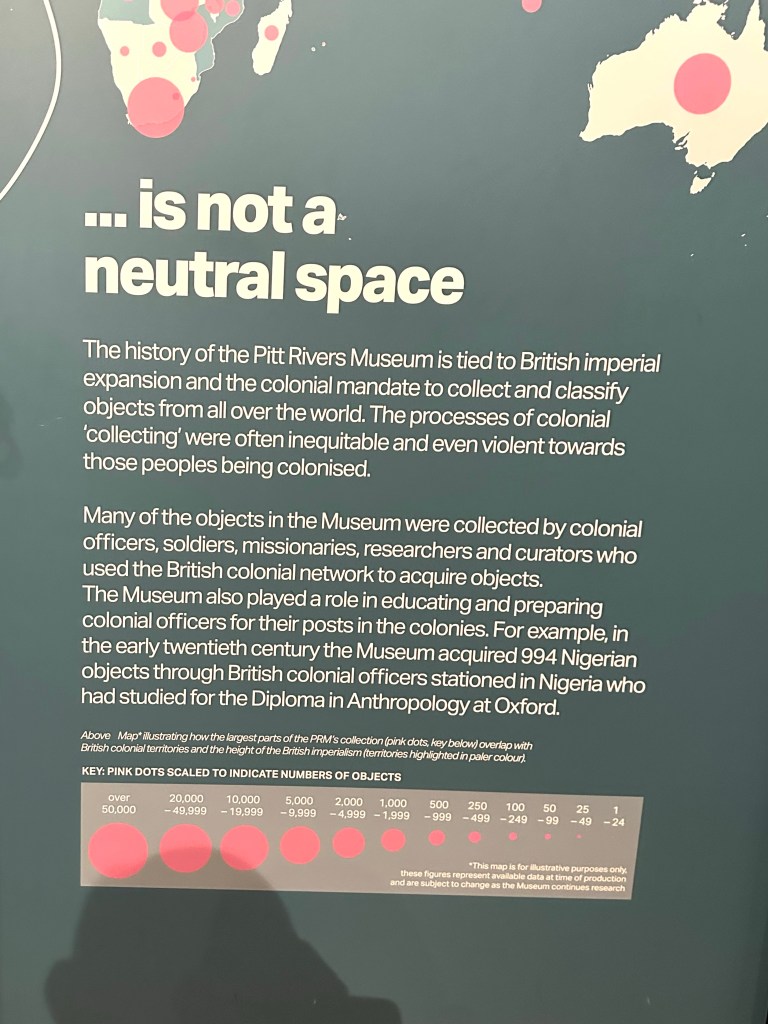 ... is not a
neutral space
The history of the Pitt Rivers Museum is tied to British imperial
expansion and the colonial mandate to collect and classify
objects from all over the world. The processes of colonial
‘collecting’ were often inequitable and even violent towards
those peoples being colonised.
Many of the objects in the Museum were collected by colonial
officers, soldiers, missionaries, researchers and curators who
used the British colonial network to acquire objects.
The Museum also played a role in educating and preparing
colonial officers for their posts in the colonies. For example, in
the early twentieth century the Museum acquired 994 Nigerian
objects through British colonial officers stationed in Nigeria who
had studied for the Diploma in Anthropology at Oxford.
Above Map* illustrating how the largest parts of the PRM's collection (pink dots, key below) overlap with
British colonial territories and the height of the British imperialism (territories highlighted in paler colour).
KEY: PINK DOTS SCALED TO INDICATE NUMBERS OF OBJECTS
over 20,000 10,000 5,000 2,000 1,000 500 250 100 50 25 1
50,000 –49,999 –19,999 –9,999 –4,999 –1,999 –999 –499 –249 –99 –49 –24
*This map is for illustrative purposes only,
these figures represent available data at time of production
and are subject to change as the Museum continues research